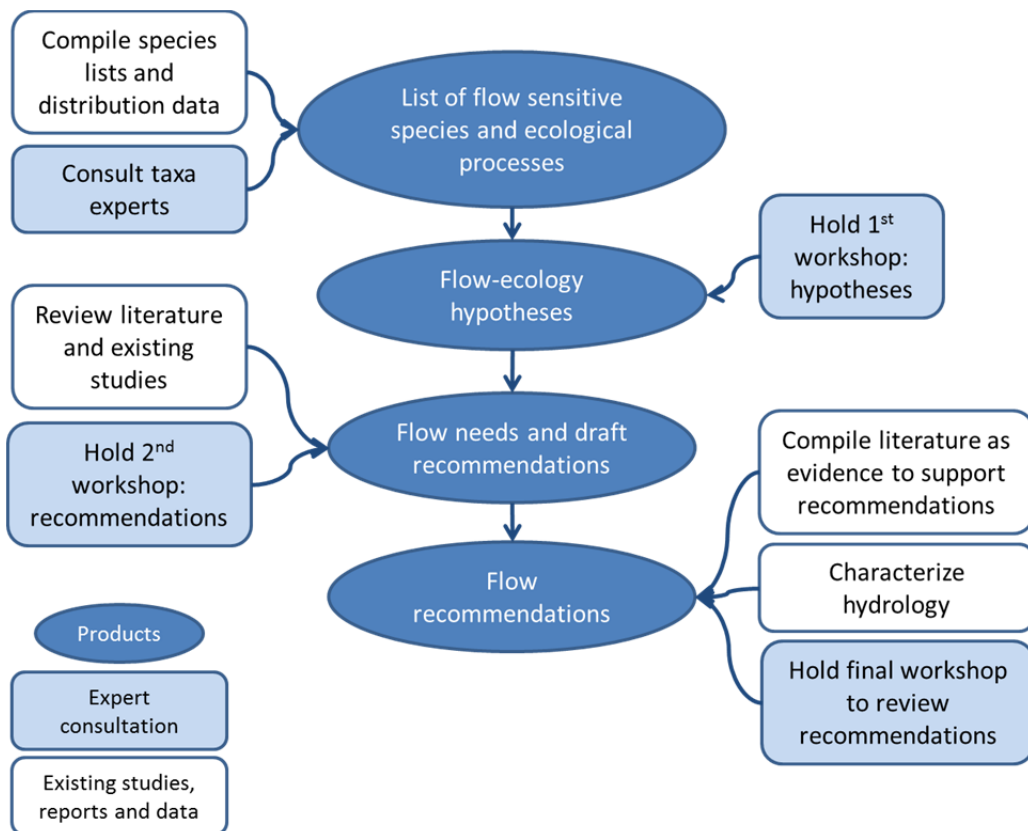 Compile species
lists and
distribution data
Consult taxa
experts
List of flow sensitive
species and ecological
processes
Hold 1st
workshop:
hypotheses
Flow-ecology
hypotheses
Review literature
and existing
studies
Hold 2nd
workshop:
recommendations
Flow needs and draft
recommendations
Compile literature as
evidence to support
recommendations
Characterize
hydrology
Hold final workshop
to review
recommendations
Flow
recommendations
Products
Expert
consultation
Existing studies,
reports and data